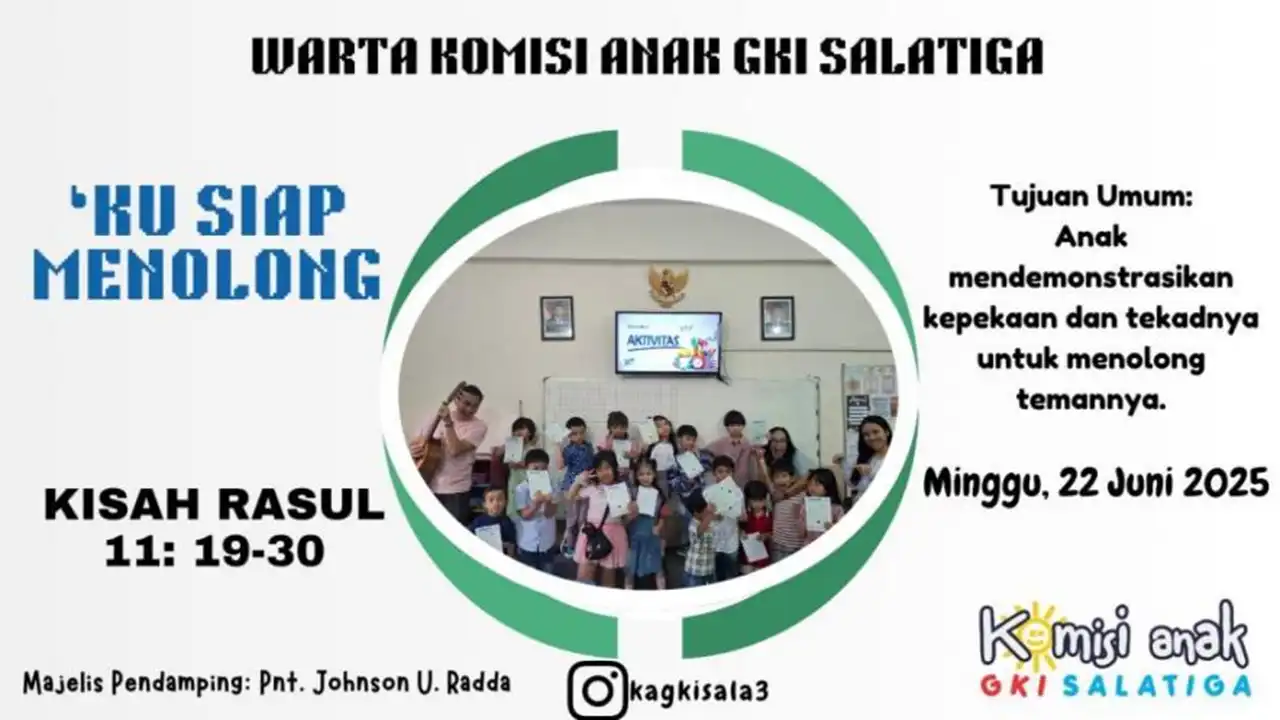 WARTA KOMISI ANAK GKI SALATIGA
'KU SIAP
MENOLONG
KISAH RASUL
11: 19-30
AKTIVITAS
Tujuan Umum:
Anak
mendemonstrasikan
kepekaan dan tekadnya
untuk menolong
temannya.
Minggu, 22 Juni 2025
Majelis Pendamping: Pnt. Johnson U. Radda
kagkisala3
Komisi anak
GKI SALATIGA